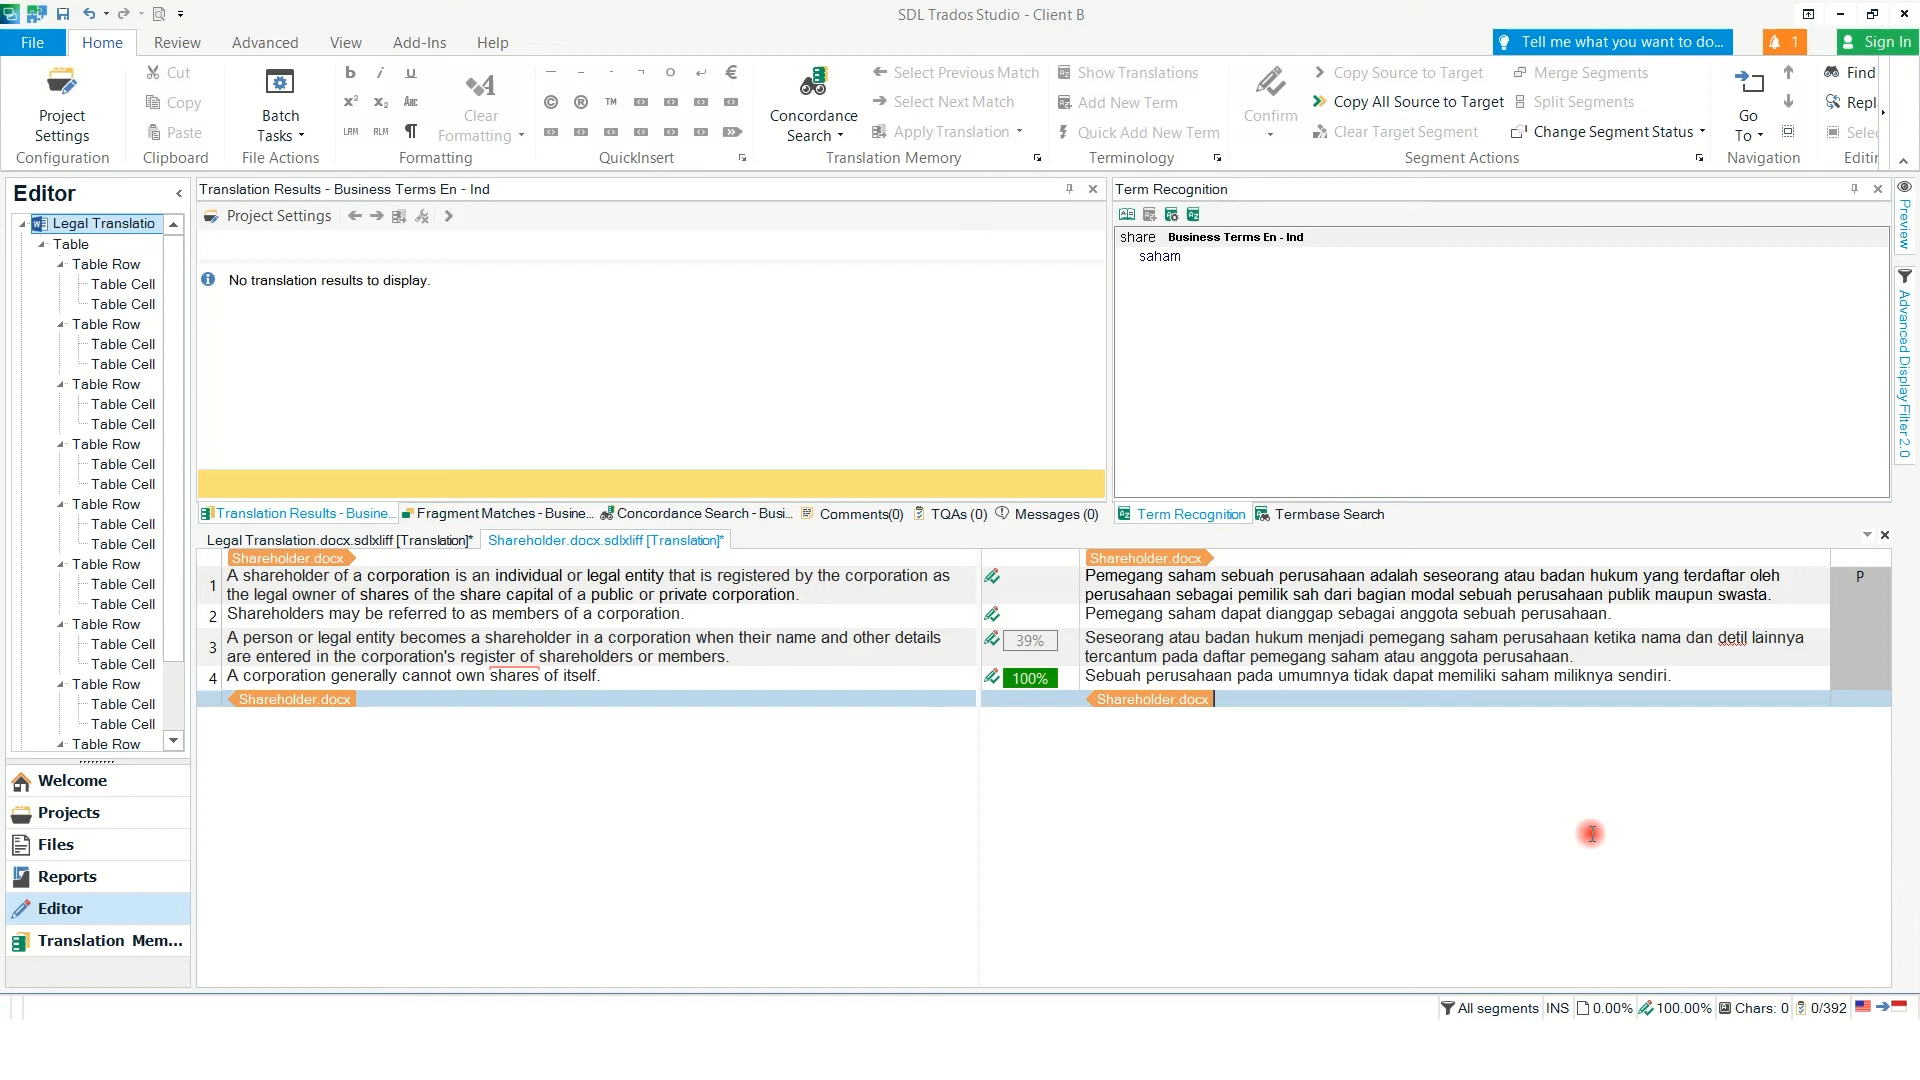 SDL Trados Studio - Client B
File Home Review Advanced View Add-Ins Help
Tell me what you want to do...
1
Sign In
Project Settings
Configuration
Cut
Copy
Paste
Clipboard
Batch Tasks
File Actions
b i u
x² x₂ Abc
LRM RLM ¶
Clear Formatting
Formatting
€
© ® TM
QuickInsert
Concordance Search
Select Previous Match
Select Next Match
Apply Translation
Translation Memory
Show Translations
Add New Term
Quick Add New Term
Terminology
Confirm
Copy Source to Target
Copy All Source to Target
Clear Target Segment
Merge Segments
Split Segments
Change Segment Status
Segment Actions
Go To
Navigation
Find
Repl
Selec
Editir
Editor
Legal Translatio
Table
Table Row
Table Cell
Table Cell
Table Row
Table Cell
Table Cell
Table Row
Table Cell
Table Cell
Table Row
Table Cell
Table Cell
Table Row
Table Cell
Table Cell
Table Row
Table Cell
Table Cell
Table Row
Table Cell
Table Cell
Table Row
Table Cell
Table Cell
Table Row
Welcome
Projects
Files
Reports
Editor
Translation Mem...
Translation Results - Business Terms En - Ind
Project Settings
No translation results to display.
Translation Results - Busine... Fragment Matches - Busine... Concordance Search - Busi... Comments(0) TQAs (0) Messages (0)
Term Recognition
share Business Terms En - Ind
saham
Term Recognition Termbase Search
Preview
Advanced Display Filter 2.0
Legal Translation.docx.sdlxliff [Translation]* Shareholder.docx.sdlxliff [Translation]*
Shareholder.docx Shareholder.docx
1 A shareholder of a corporation is an individual or legal entity that is registered by the corporation as
the legal owner of shares of the share capital of a public or private corporation.
Pemegang saham sebuah perusahaan adalah seseorang atau badan hukum yang terdaftar oleh
perusahaan sebagai pemilik sah dari bagian modal sebuah perusahaan publik maupun swasta.
P
2 Shareholders may be referred to as members of a corporation.
Pemegang saham dapat dianggap sebagai anggota sebuah perusahaan.
3 A person or legal entity becomes a shareholder in a corporation when their name and other details
are entered in the corporation's register of shareholders or members.
39%
Seseorang atau badan hukum menjadi pemegang saham perusahaan ketika nama dan detil lainnya
tercantum pada daftar pemegang saham atau anggota perusahaan.
4 A corporation generally cannot own shares of itself.
100%
Sebuah perusahaan pada umumnya tidak dapat memiliki saham miliknya sendiri.
Shareholder.docx Shareholder.docx
All segments INS 0.00% 100.00% Chars: 0 0/392